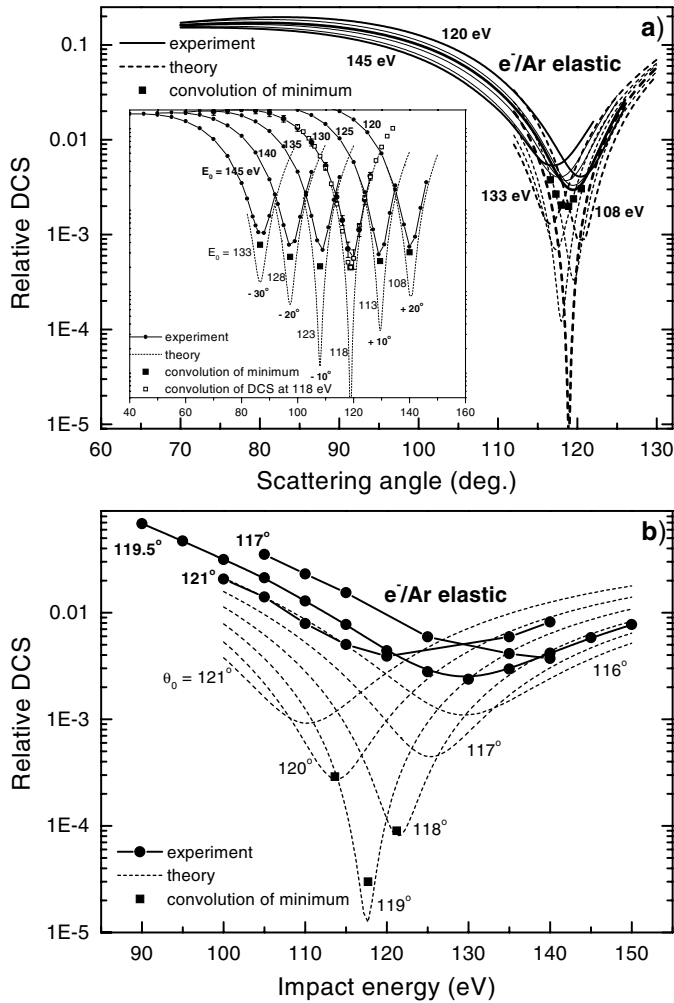 a)
0.1
0.01
1E-3
1E-4
1E-5
Relative DCS
experiment
theory
convolution of minimum
120 eV
145 eV
e⁻/Ar elastic
133 eV
108 eV
E₀ = 145 eV
140
135
130
125
120
E₀ = 133
128
123
118
113
108
- 30°
- 20°
- 10°
+ 10°
+ 20°
experiment
theory
convolution of minimum
convolution of DCS at 118 eV
40 60 80 100 120 140 160
60 70 80 90 100 110 120 130
Scattering angle (deg.)
b)
0.01
1E-3
1E-4
1E-5
Relative DCS
119.5°
117°
121°
e⁻/Ar elastic
θ₀ = 121°
116°
117°
120°
118°
119°
experiment
theory
convolution of minimum
90 100 110 120 130 140 150
Impact energy (eV)